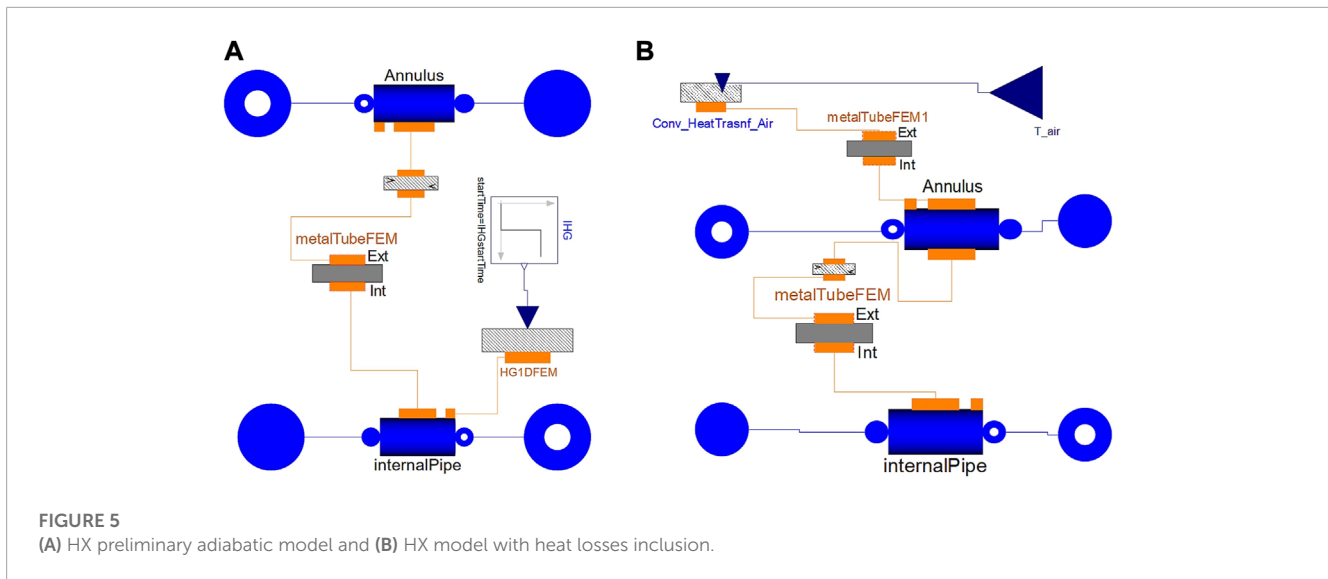 A
Annulus
metalTubeFEM
Ext
Int
startTime=IHGstartTime
IHG
HG1DFEM
internalPipe
B
Conv_HeatTrasnf_Air
T_air
metalTubeFEM1
Ext
Int
Annulus
metalTubeFEM
Ext
Int
internalPipe
FIGURE 5
(A) HX preliminary adiabatic model and (B) HX model with heat losses inclusion.